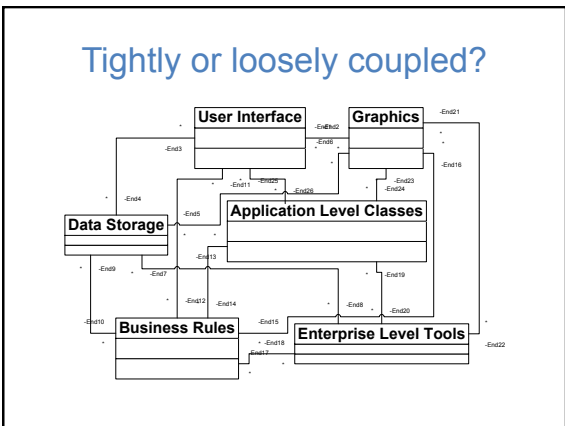 Tightly or loosely coupled?
User Interface
Graphics
-End21
-End2
-End6
-End3
-End16
-End11
-End25
-End23
-End24
-End26
-End4
Application Level Classes
-End5
Data Storage
-End13
-End9
-End7
-End19
-End12
-End14
-End8
-End20
-End10
-End15
Business Rules
Enterprise Level Tools
-End18
-End17
-End22